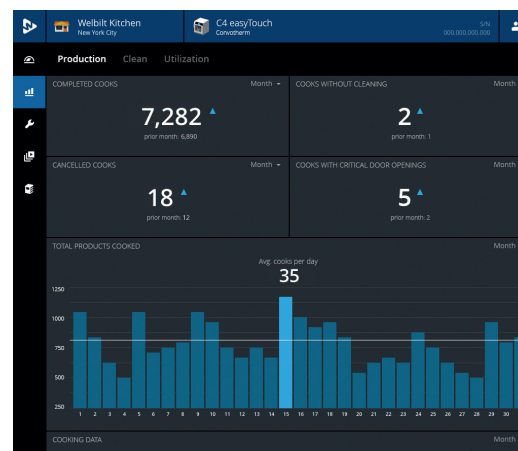 Welbilt Kitchen
New York City
C4 easyTouch
Convotherm
S/N
000.000.000.000
Production Clean Utilization
COMPLETED COOKS Month
7,282
prior month: 6,890
COOKS WITHOUT CLEANING Month
2
prior month: 1
CANCELLED COOKS Month
18
prior month: 12
COOKS WITH CRITICAL DOOR OPENINGS Month
5
prior month: 2
TOTAL PRODUCTS COOKED Month
Avg. cooks per day
35
1250
1000
750
500
250
1 2 3 4 5 6 7 8 9 10 11 12 13 14 15 16 17 18 19 20 21 22 23 24 25 26 27 28 29 30
COOKING DATA Month